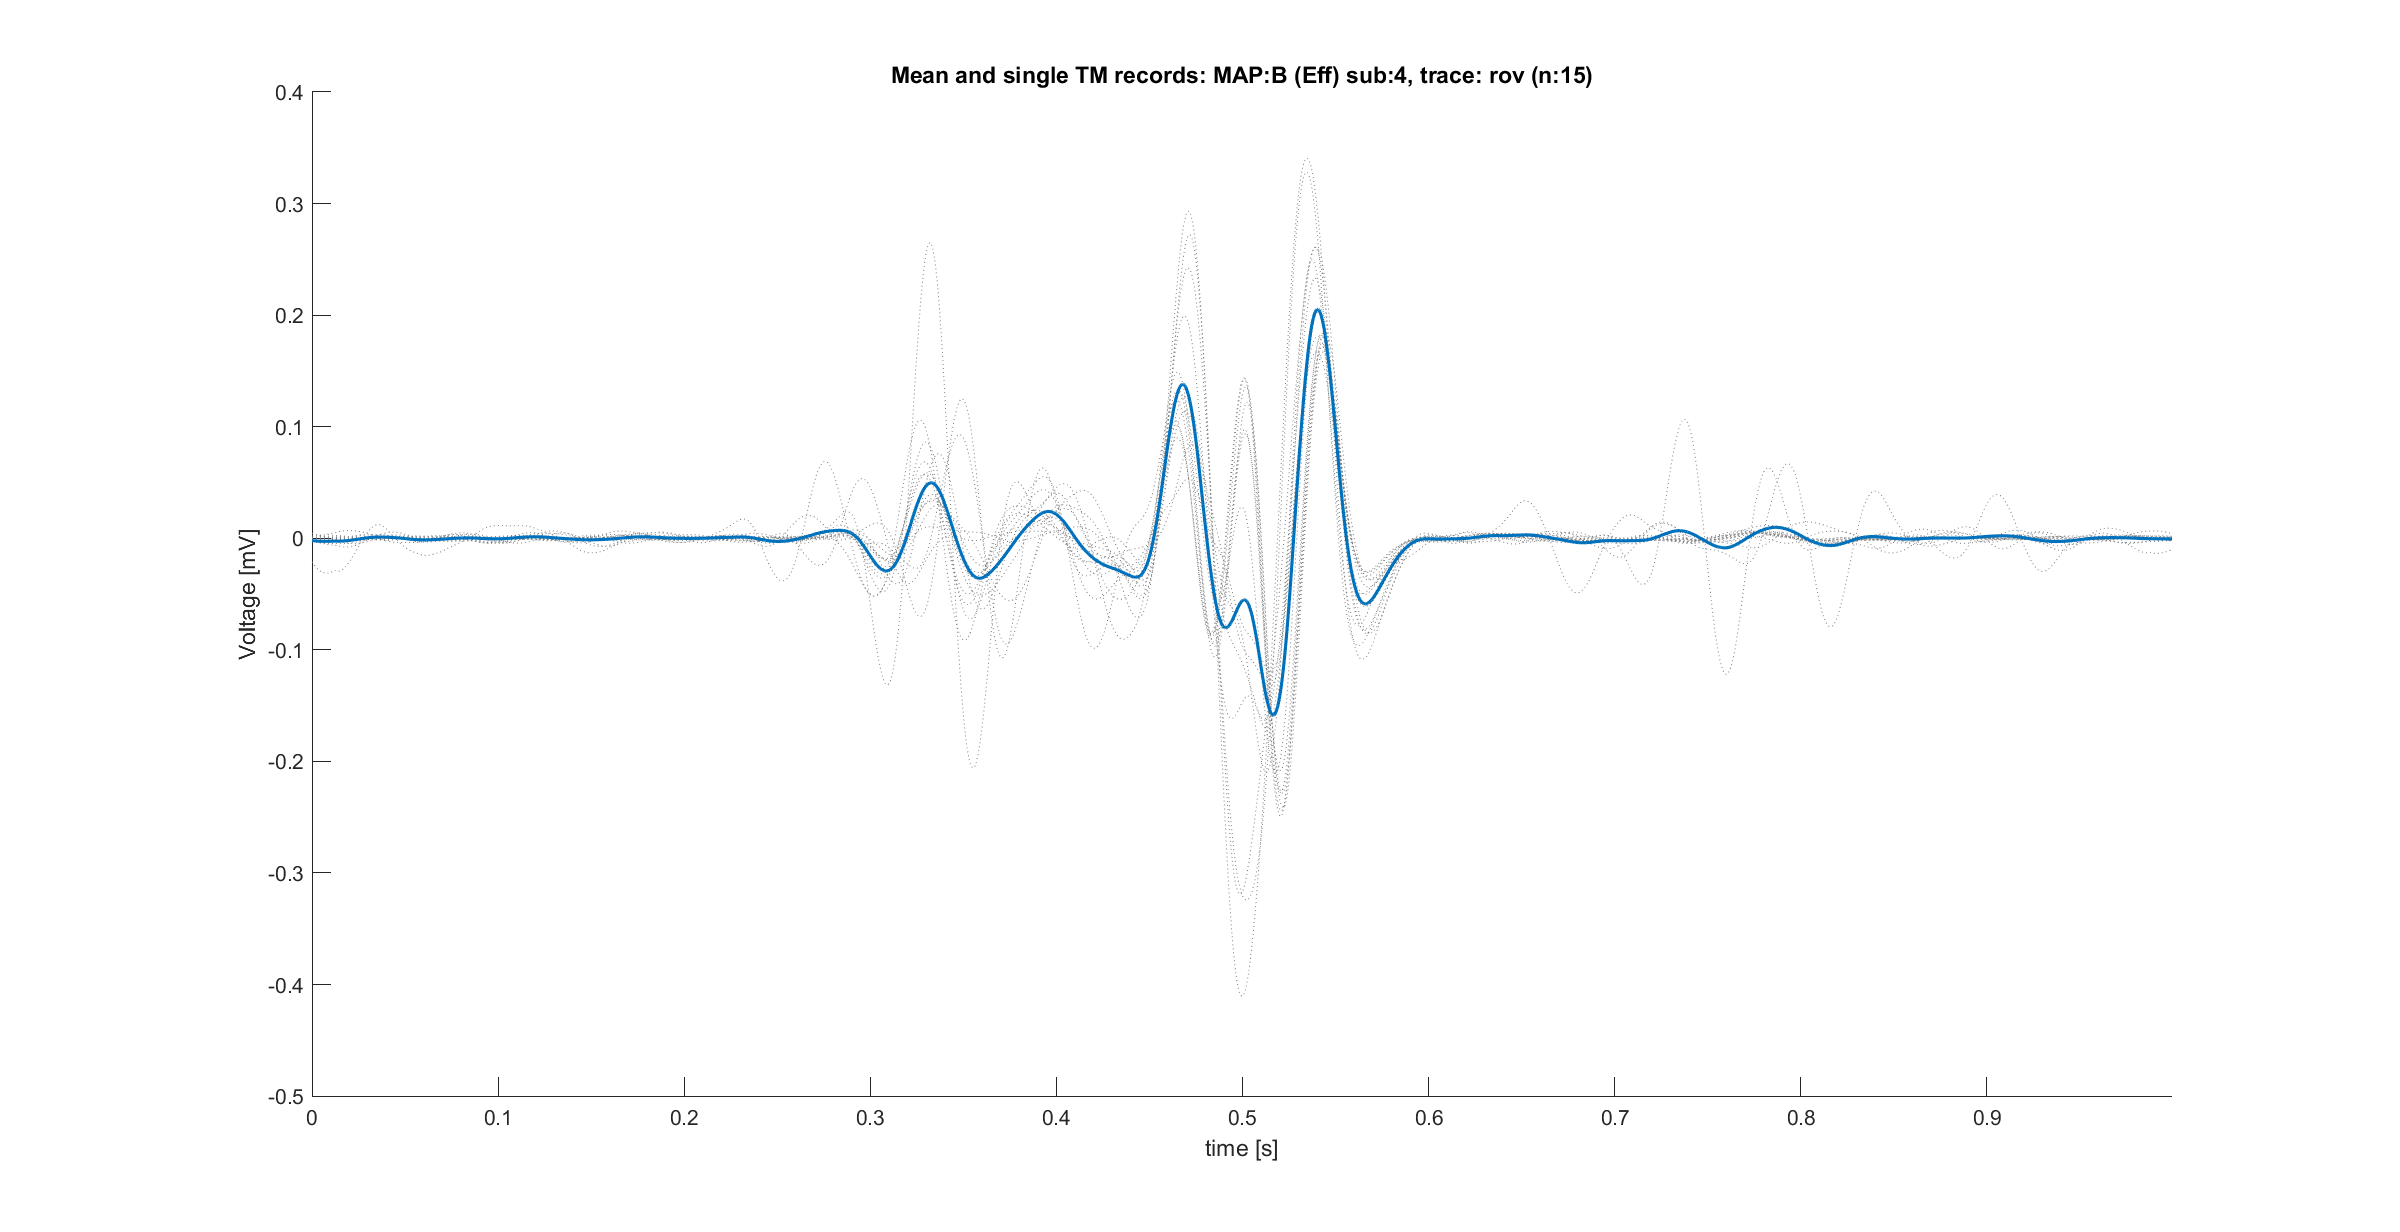 Mean and single TM records: MAP:B (Eff) sub:4, trace: rov (n:15)
0.4
0.3
0.2
0.1
0
-0.1
-0.2
-0.3
-0.4
-0.5
Voltage [mV]
0 0.1 0.2 0.3 0.4 0.5 0.6 0.7 0.8 0.9
time [s]